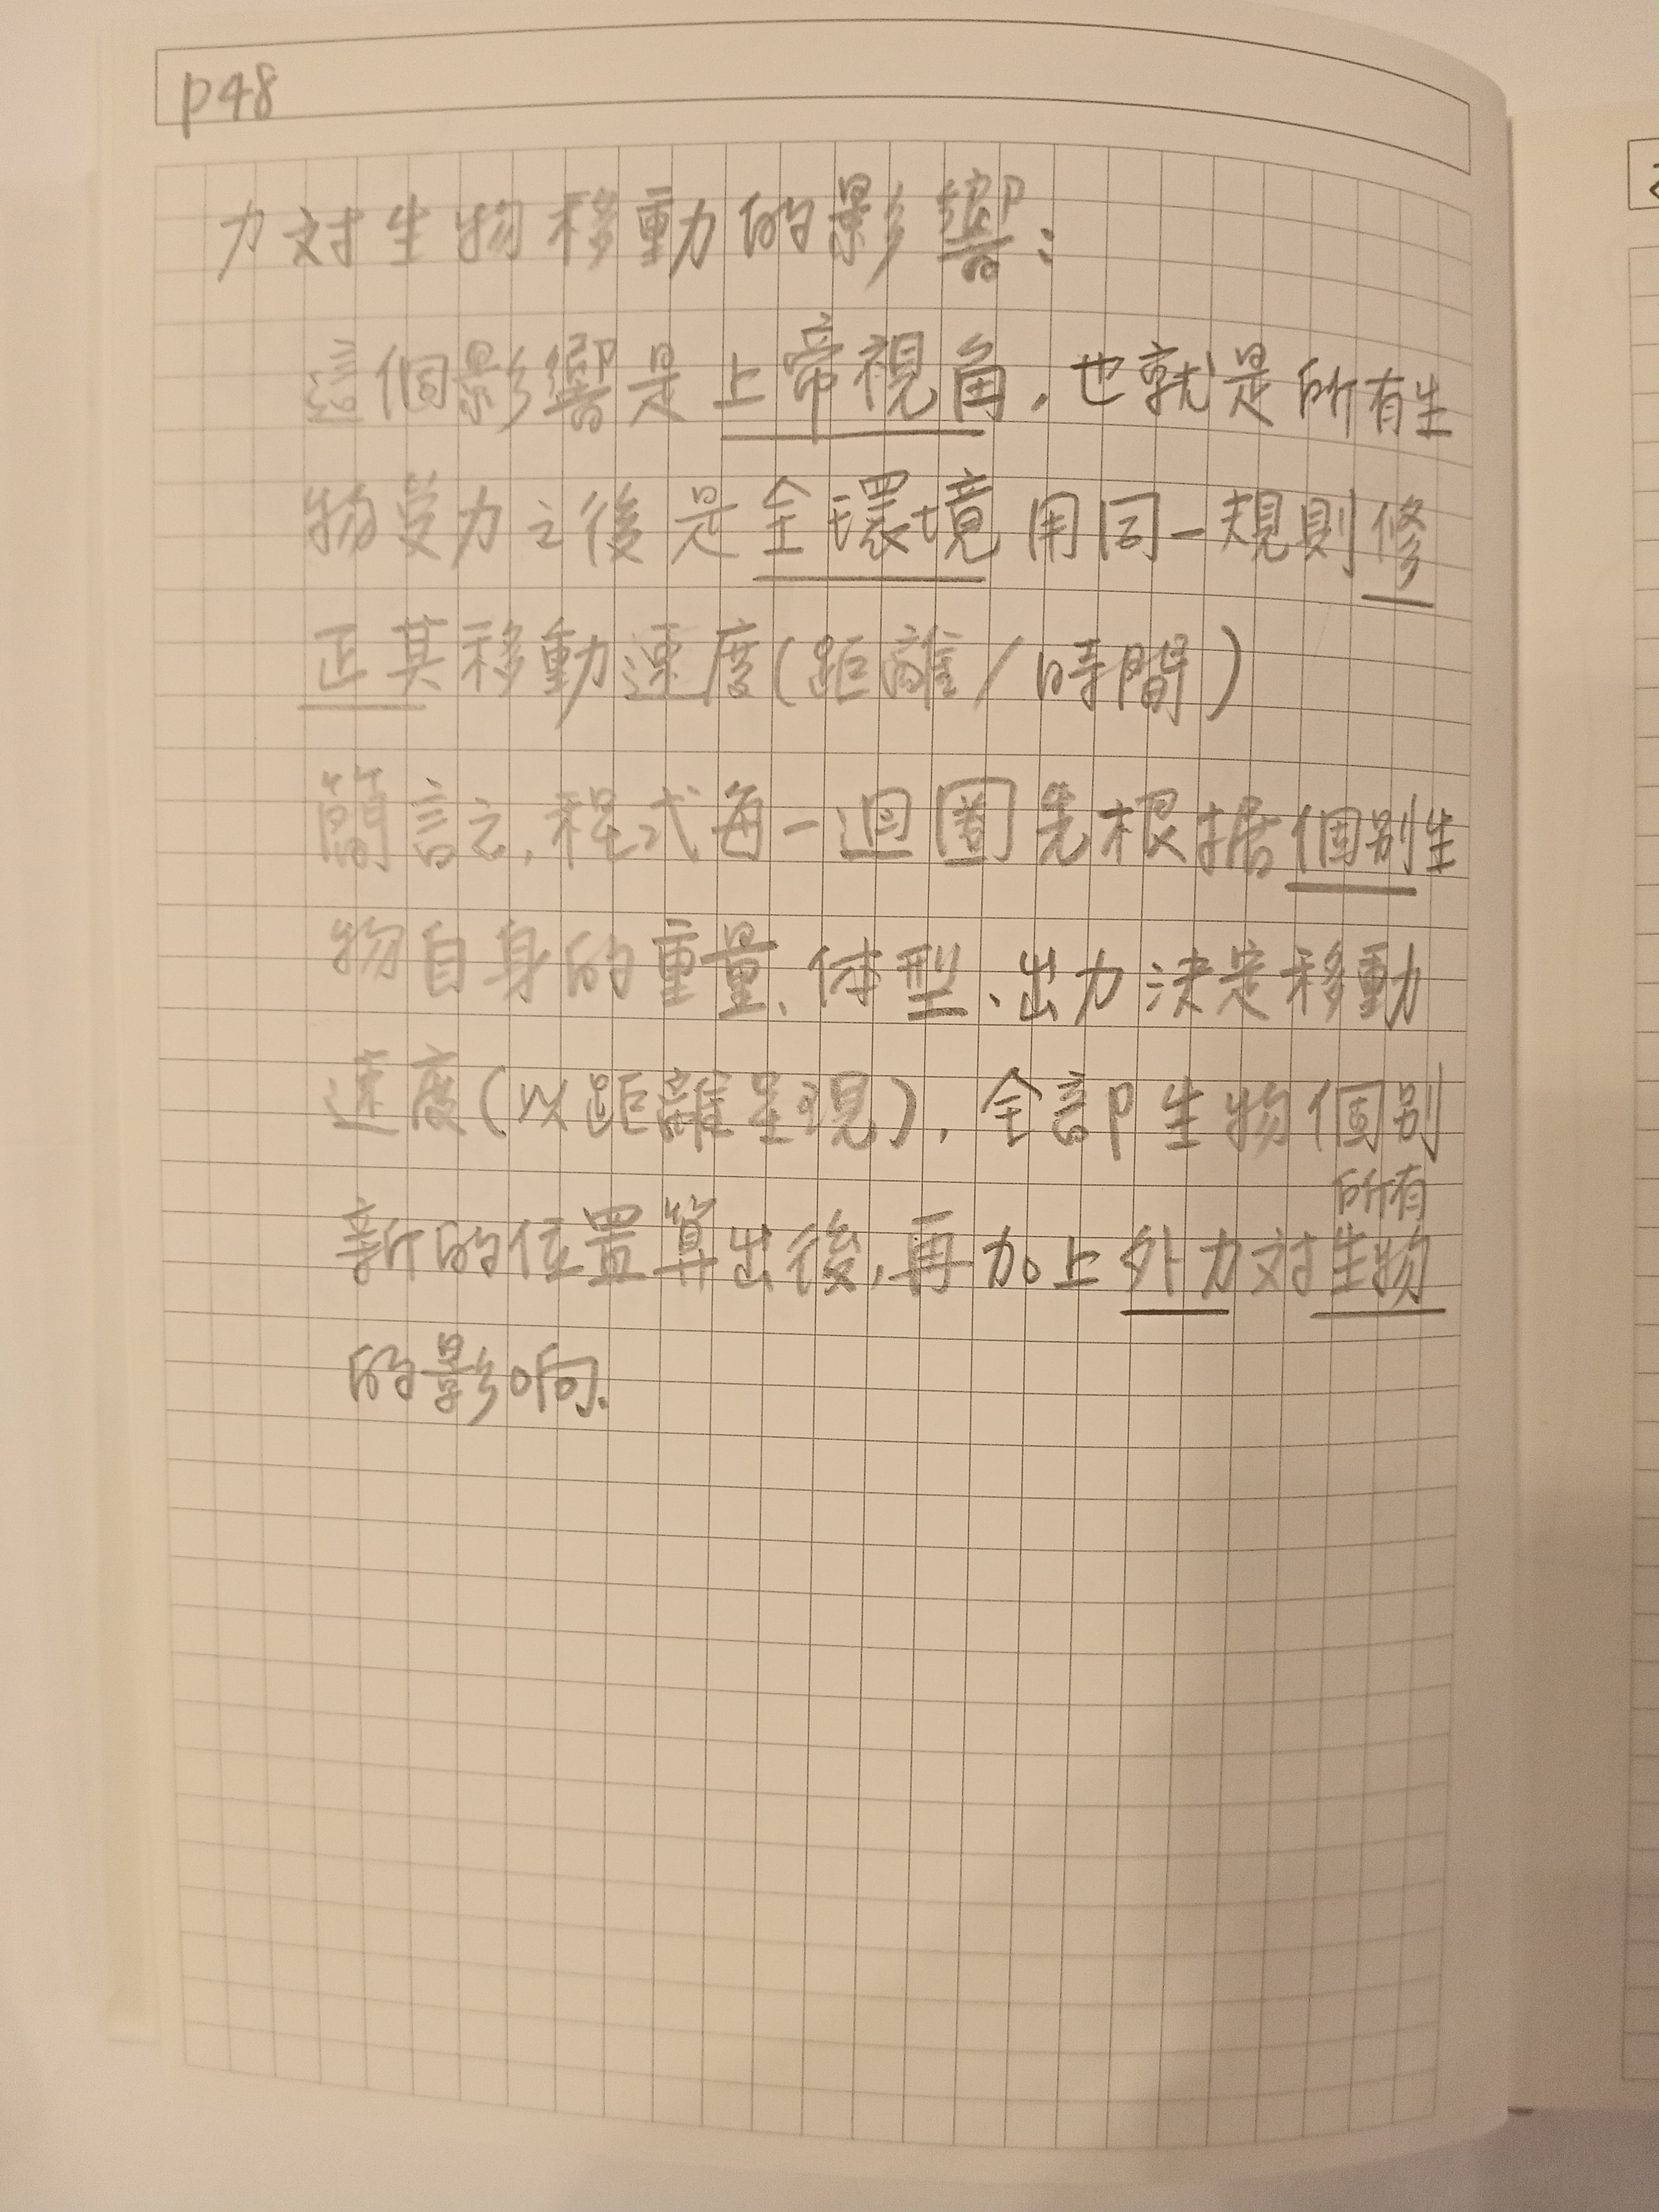 p48
力对生物移動的影響:
這個影響是上帝視角,也就是所有生
物受力之後是全環境用同一規則修
正其移動速度(距離/時間)
簡言之,程式每一迴圈先根據個別生
物自身的重量、体型、出力決定移動
速度(以距離呈現),全部生物個別
所有
新的位置算出後,再加上外力对生物
的影响.